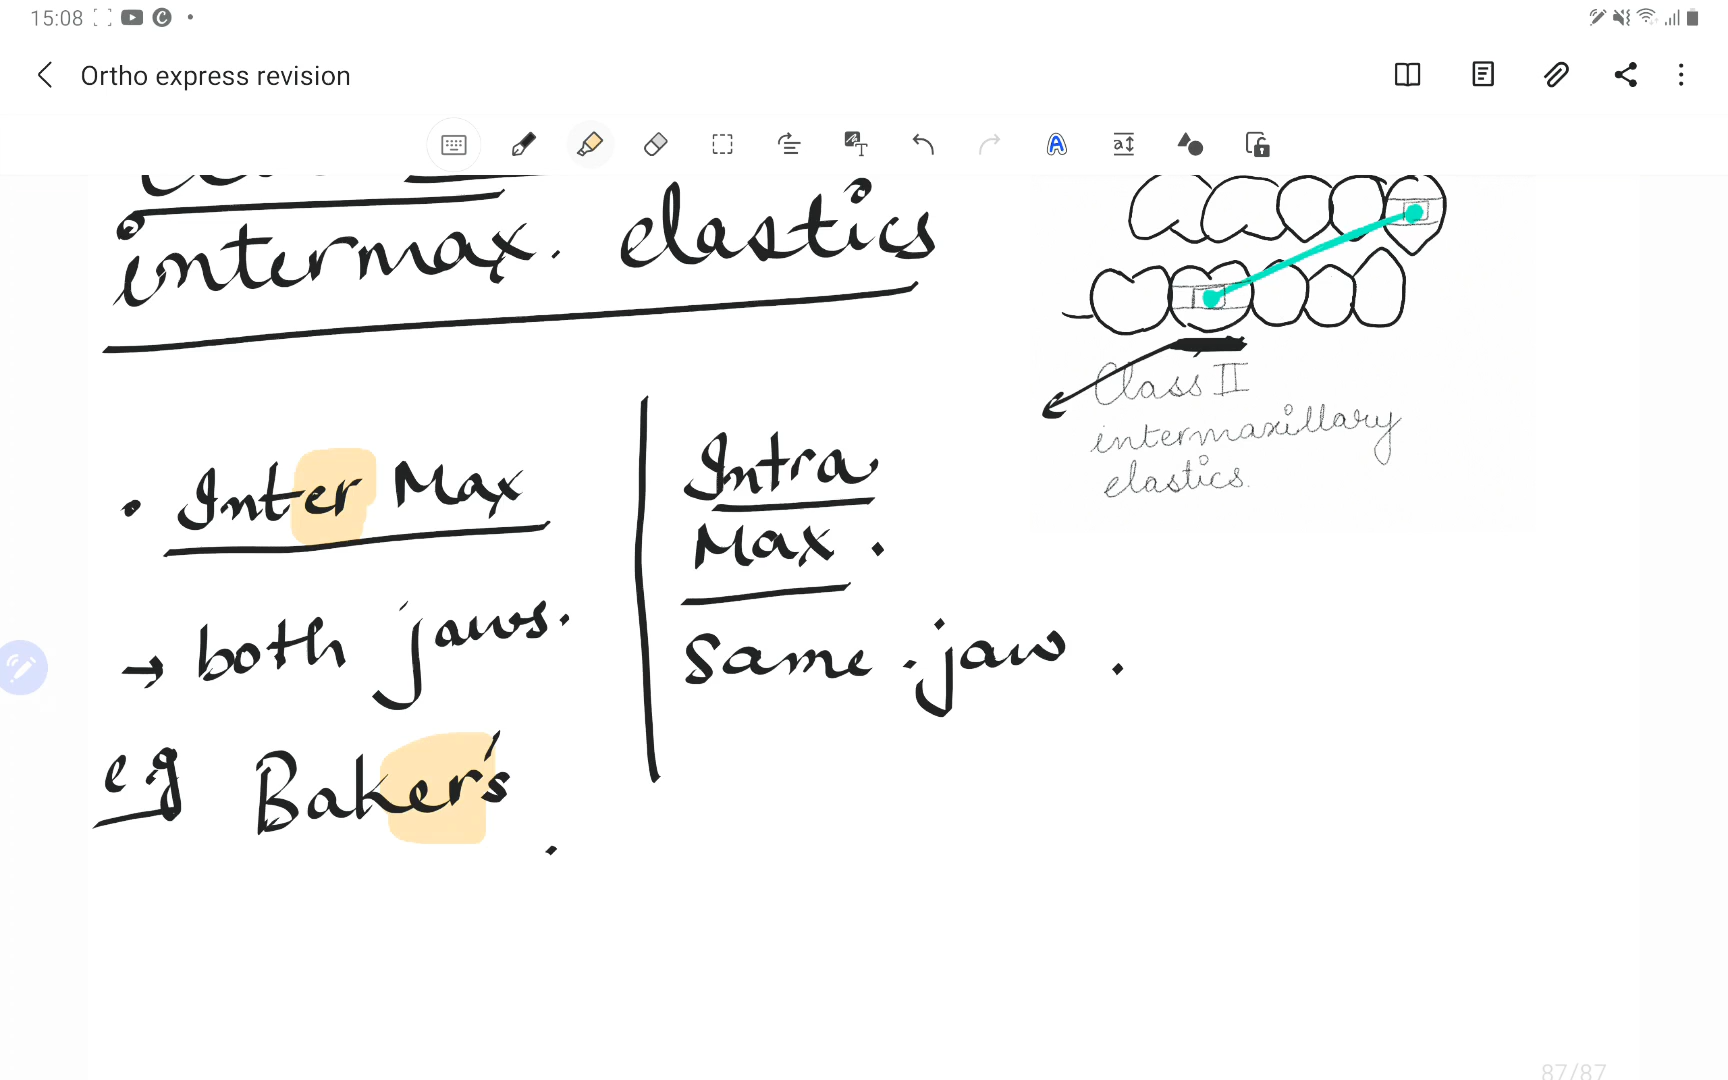 15:08
Ortho express revision
intermax. elastics
Class II
intermaxillary
elastics.
• Inter Max
→ both jaws.
eg Baker's
.
Intra
Max.
Same jaw.
87/87